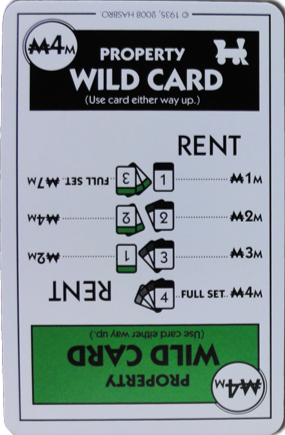 © 1935, 2008 HASBRO
₩4M
PROPERTY
WILD CARD
(Use card either way up.)
RENT
1 ₩1M
2 ₩2M
3 ₩3M
4 FULL SET ₩4M
RENT
1 ₩2M
2 ₩4M
3 FULL SET ₩7M
₩4M
PROPERTY
WILD CARD
(Use card either way up.)